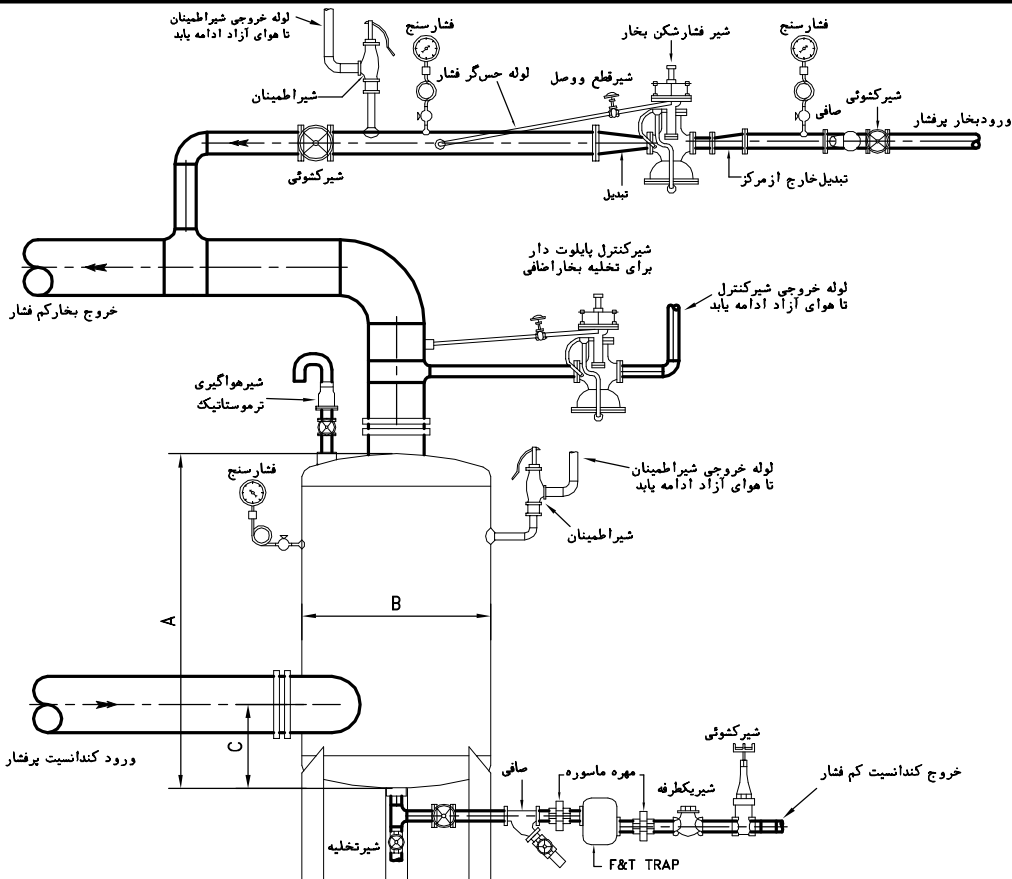 لوله خروجی شیراطمینان
تا هوای آزاد ادامه یابد
فشارسنج
شیر فشارشکن بخار
فشارسنج
شیرقطع ووصل
لوله حس‌گر فشار
شیراطمینان
شیرکشوئی
صافی
ورودبخار پرفشار
شیرکشوئی
تبدیل
تبدیل خارج ازمرکز
شیرکنترل پایلوت دار
برای تخلیه بخاراضافی
لوله خروجی شیرکنترل
تا هوای آزاد ادامه یابد
خروج بخارکم فشار
شیرهواگیری
ترموستاتیک
فشارسنج
لوله خروجی شیراطمینان
تا هوای آزاد ادامه یابد
شیراطمینان
B
A
C
ورود کندانسیت پرفشار
شیرکشوئی
صافی
مهره ماسوره
شیریکطرفه
خروج کندانسیت کم فشار
شیرتخلیه
F&T TRAP